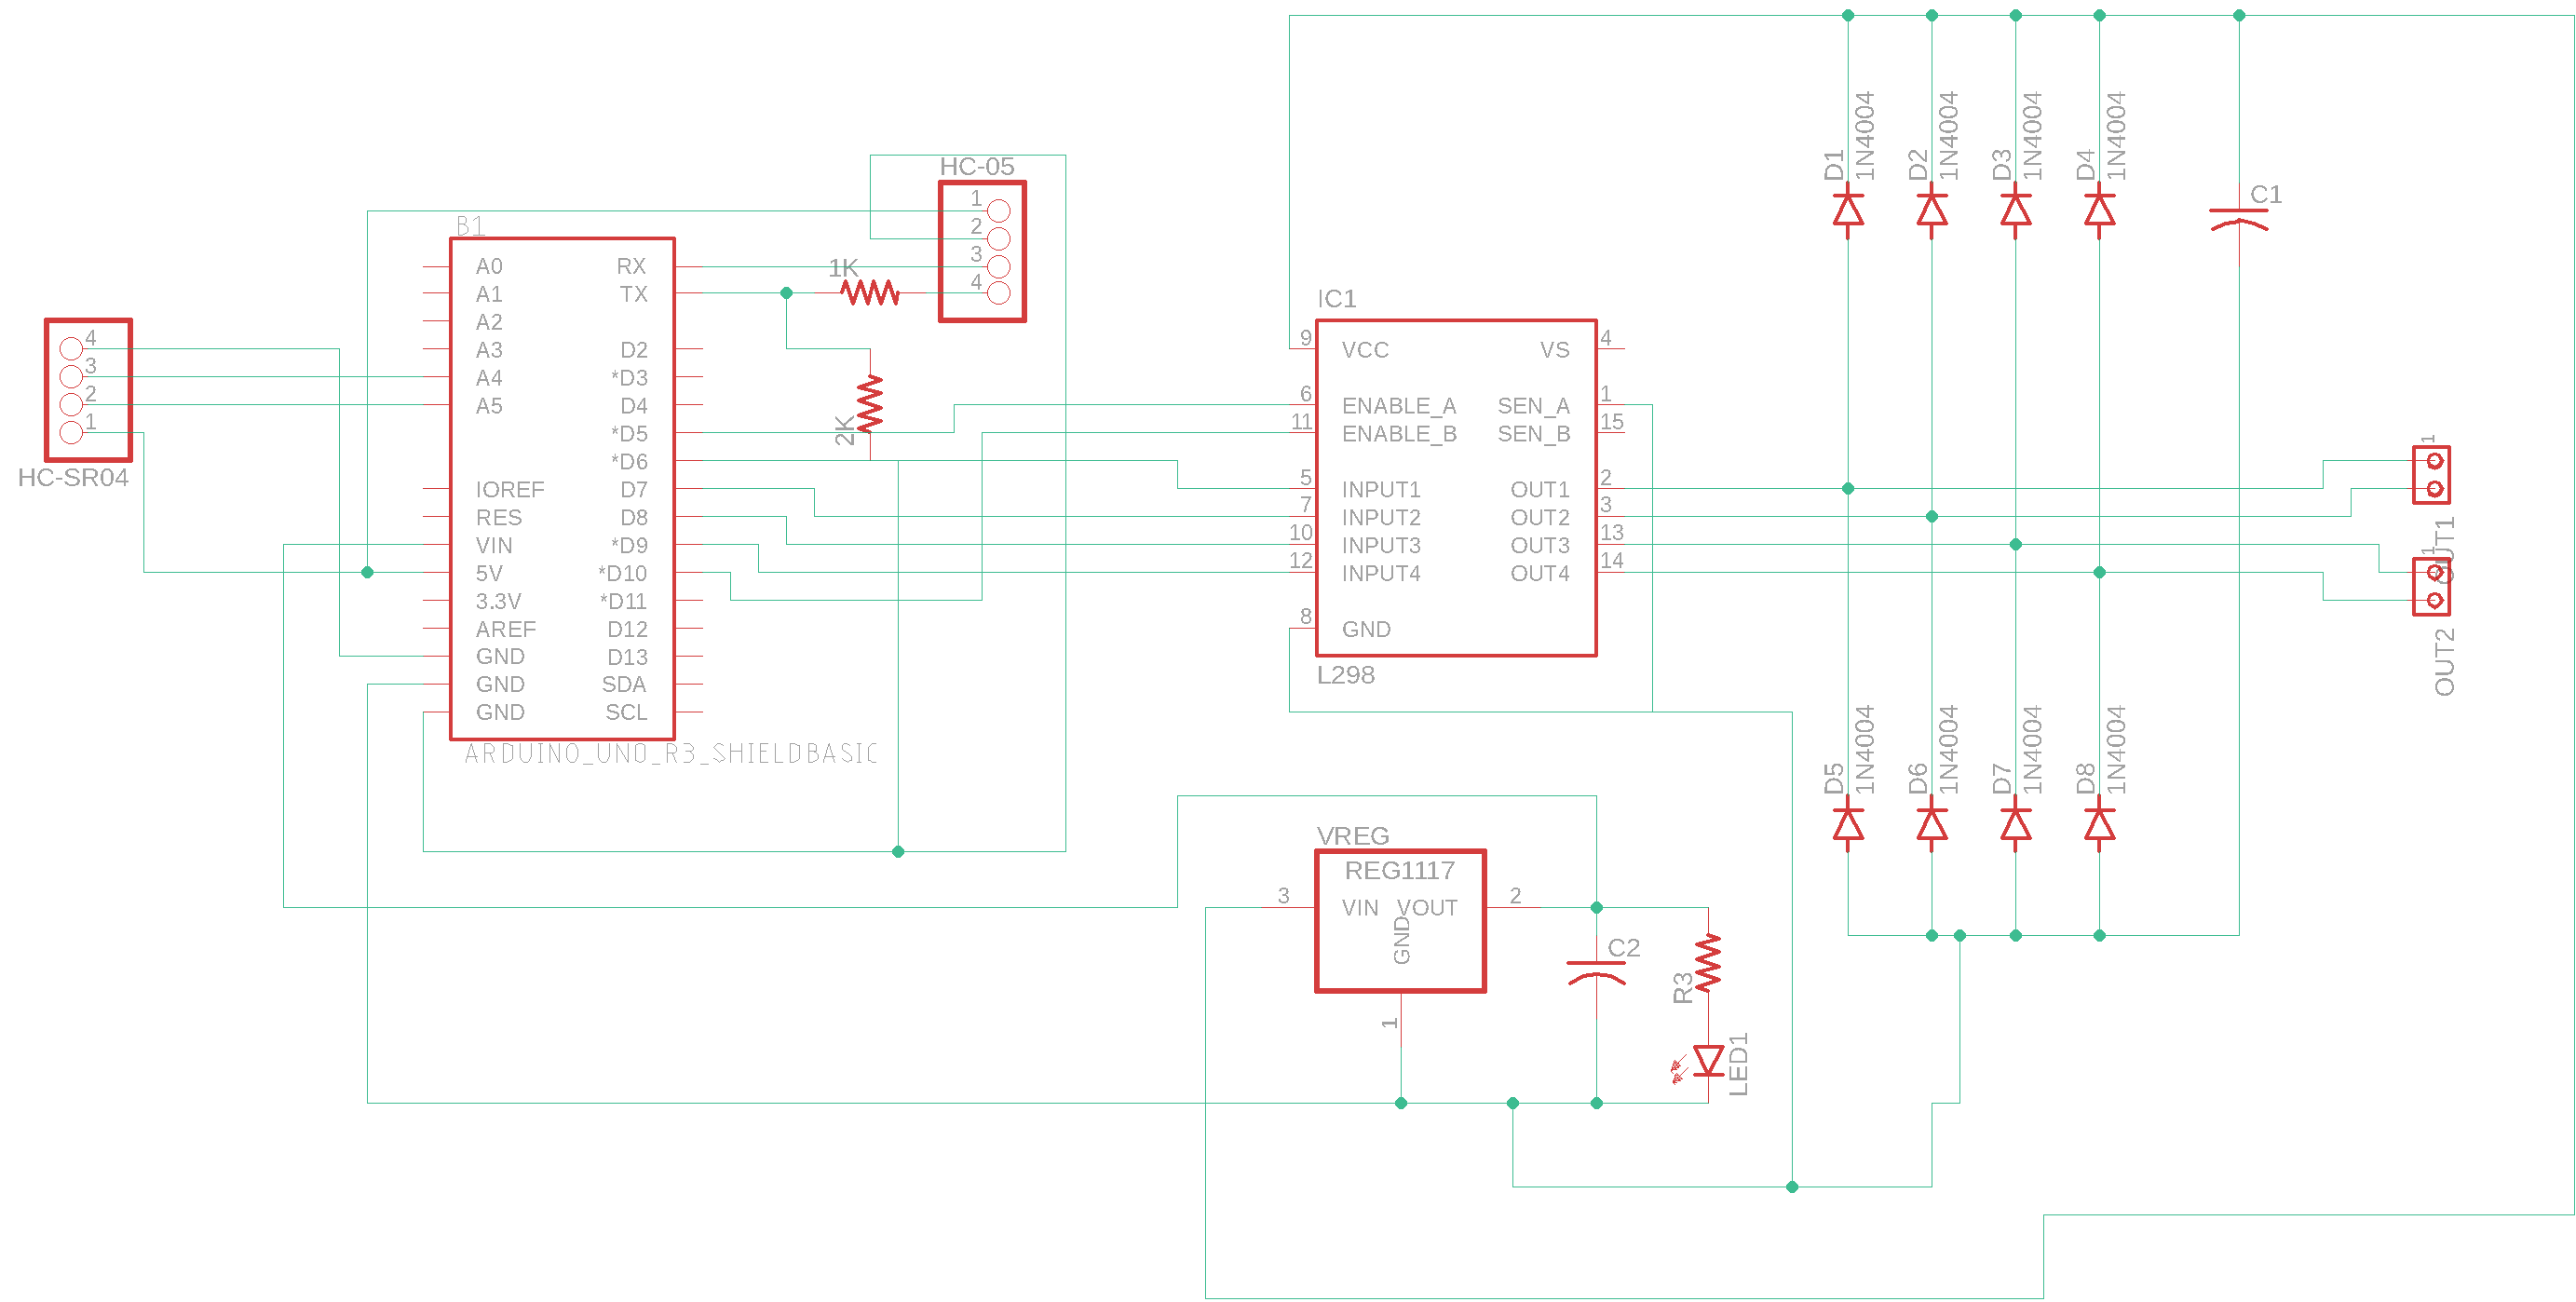 HC-SR04
4
3
2
1
B1
A0
A1
A2
A3
A4
A5
IOREF
RES
VIN
5V
3.3V
AREF
GND
GND
GND
RX
TX
D2
*D3
D4
*D5
*D6
D7
D8
*D9
*D10
*D11
D12
D13
SDA
SCL
ARDUINO_UNO_R3_SHIELDBASIC
HC-05
1
2
3
4
1K
2K
IC1
9 VCC
6 ENABLE_A
11 ENABLE_B
5 INPUT1
7 INPUT2
10 INPUT3
12 INPUT4
8 GND
VS 4
SEN_A 1
SEN_B 15
OUT1 2
OUT2 3
OUT3 13
OUT4 14
L298
VREG
REG1117
3 VIN
VOUT 2
GND
1
C2
R3
LED1
D1
1N4004
D2
1N4004
D3
1N4004
D4
1N4004
C1
D5
1N4004
D6
1N4004
D7
1N4004
D8
1N4004
1
OUT1
1
OUT2